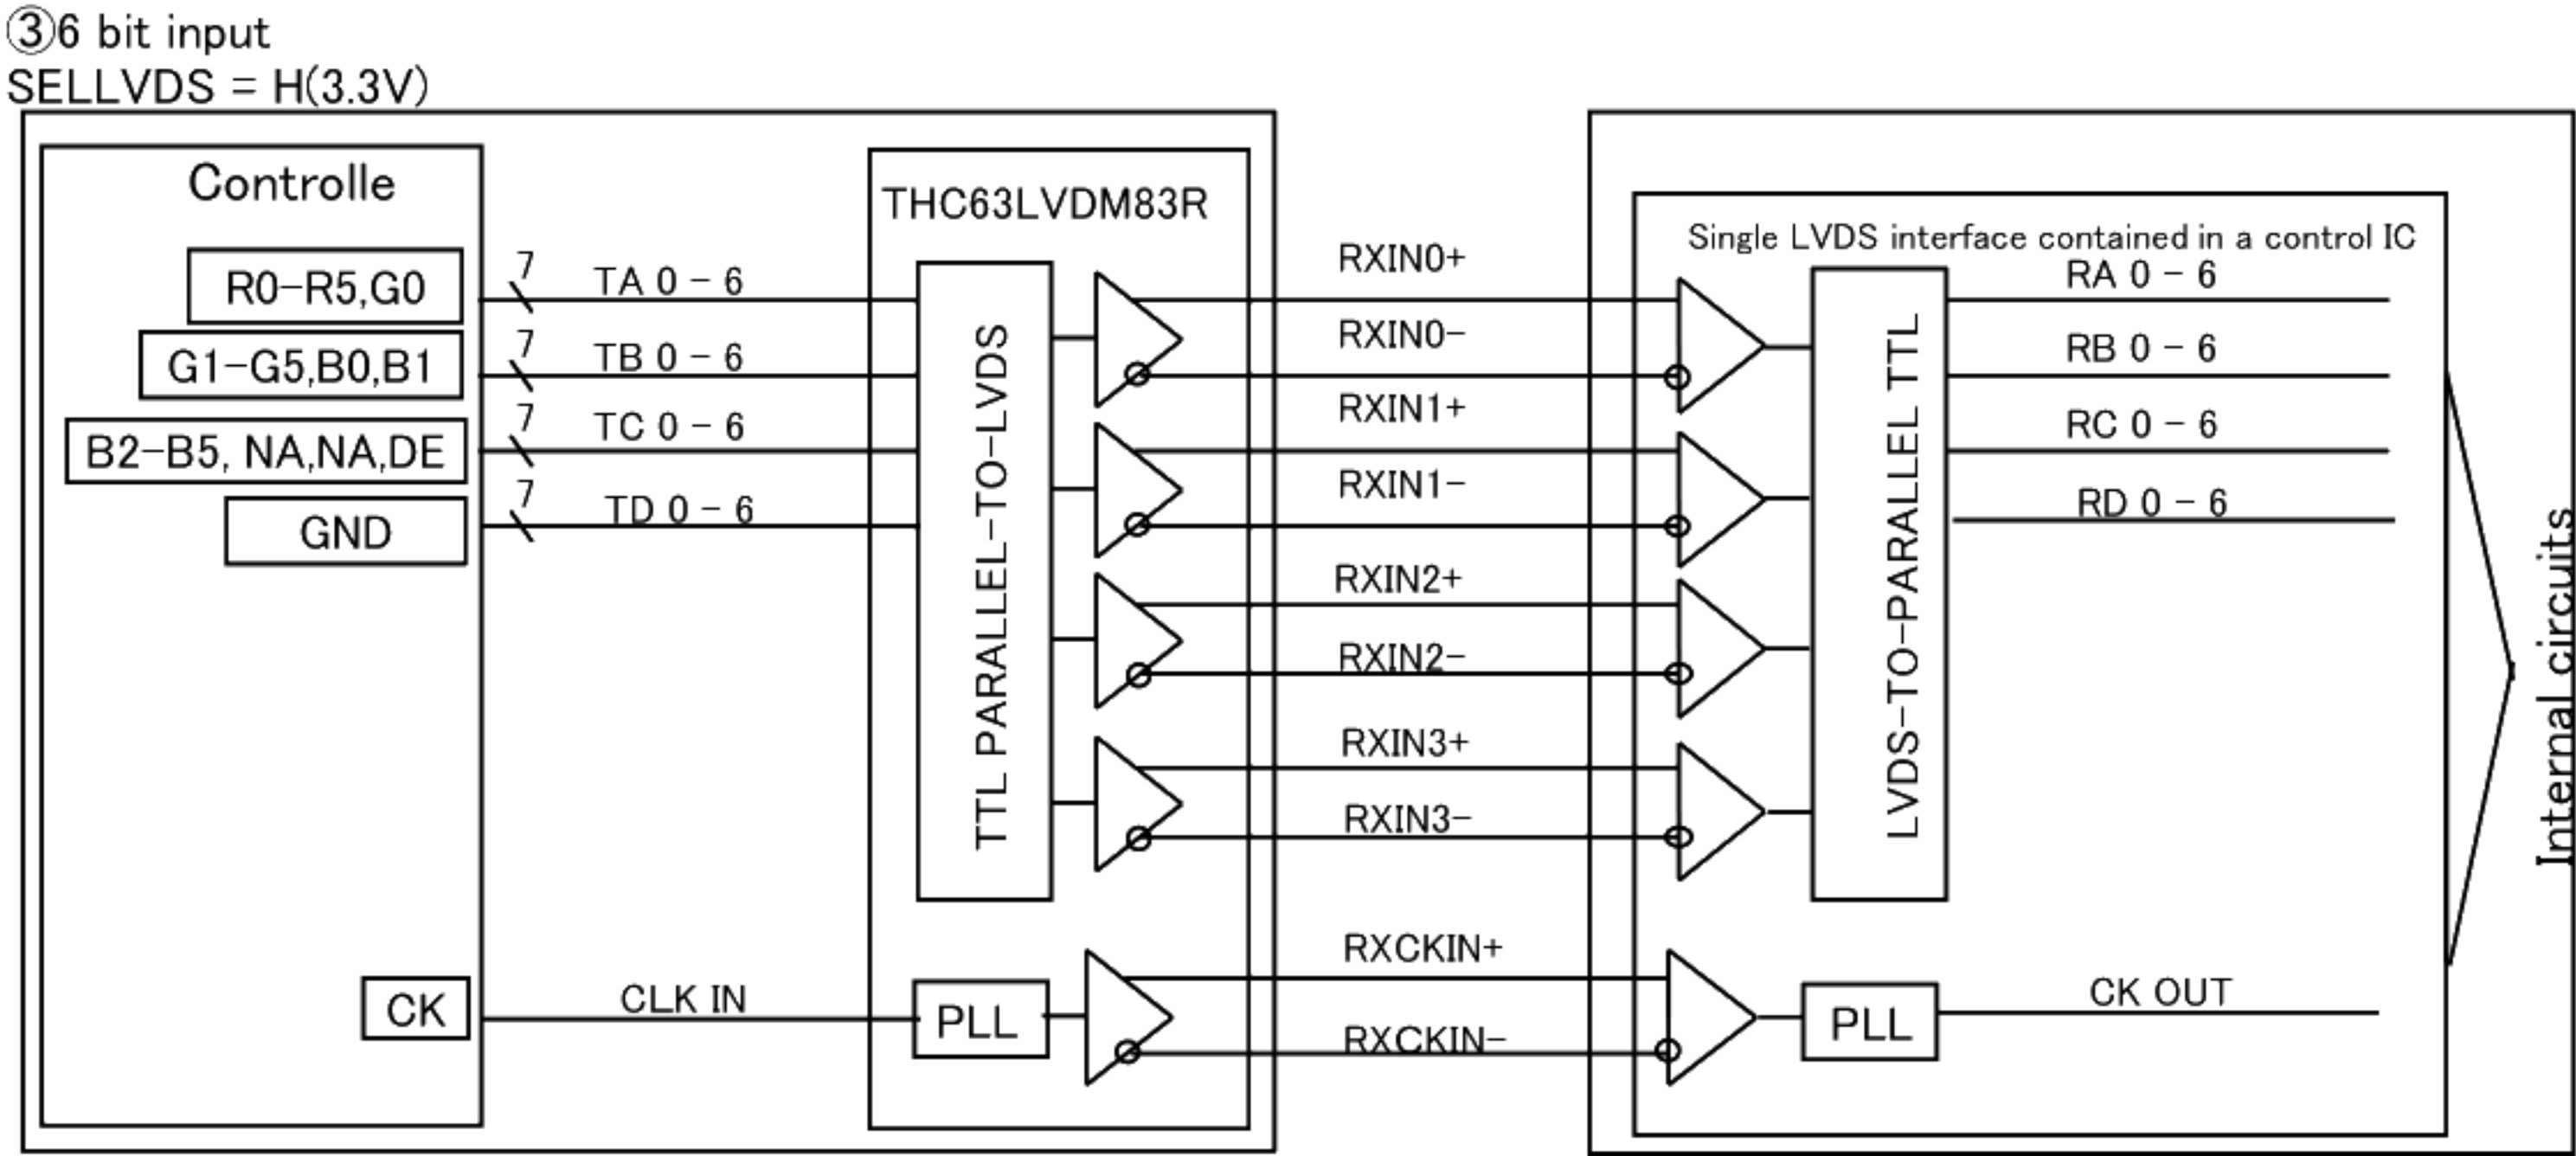 ③6 bit input
SELLVDS = H(3.3V)
Controlle
R0-R5,G0
G1-G5,B0,B1
B2-B5, NA,NA,DE
GND
CK
7
TA 0 - 6
7
TB 0 - 6
7
TC 0 - 6
7
TD 0 - 6
CLK IN
THC63LVDM83R
TTL PARALLEL-TO-LVDS
PLL
RXIN0+
RXIN0-
RXIN1+
RXIN1-
RXIN2+
RXIN2-
RXIN3+
RXIN3-
RXCKIN+
RXCKIN-
Single LVDS interface contained in a control IC
LVDS-TO-PARALLEL TTL
PLL
RA 0 - 6
RB 0 - 6
RC 0 - 6
RD 0 - 6
CK OUT
Internal circuits